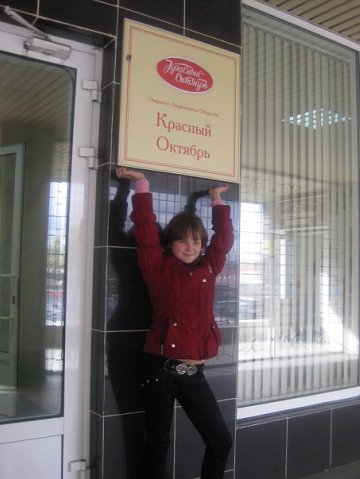 Красный
Октябрь
Открытое Акционерное Общество
Красный
Октябрь